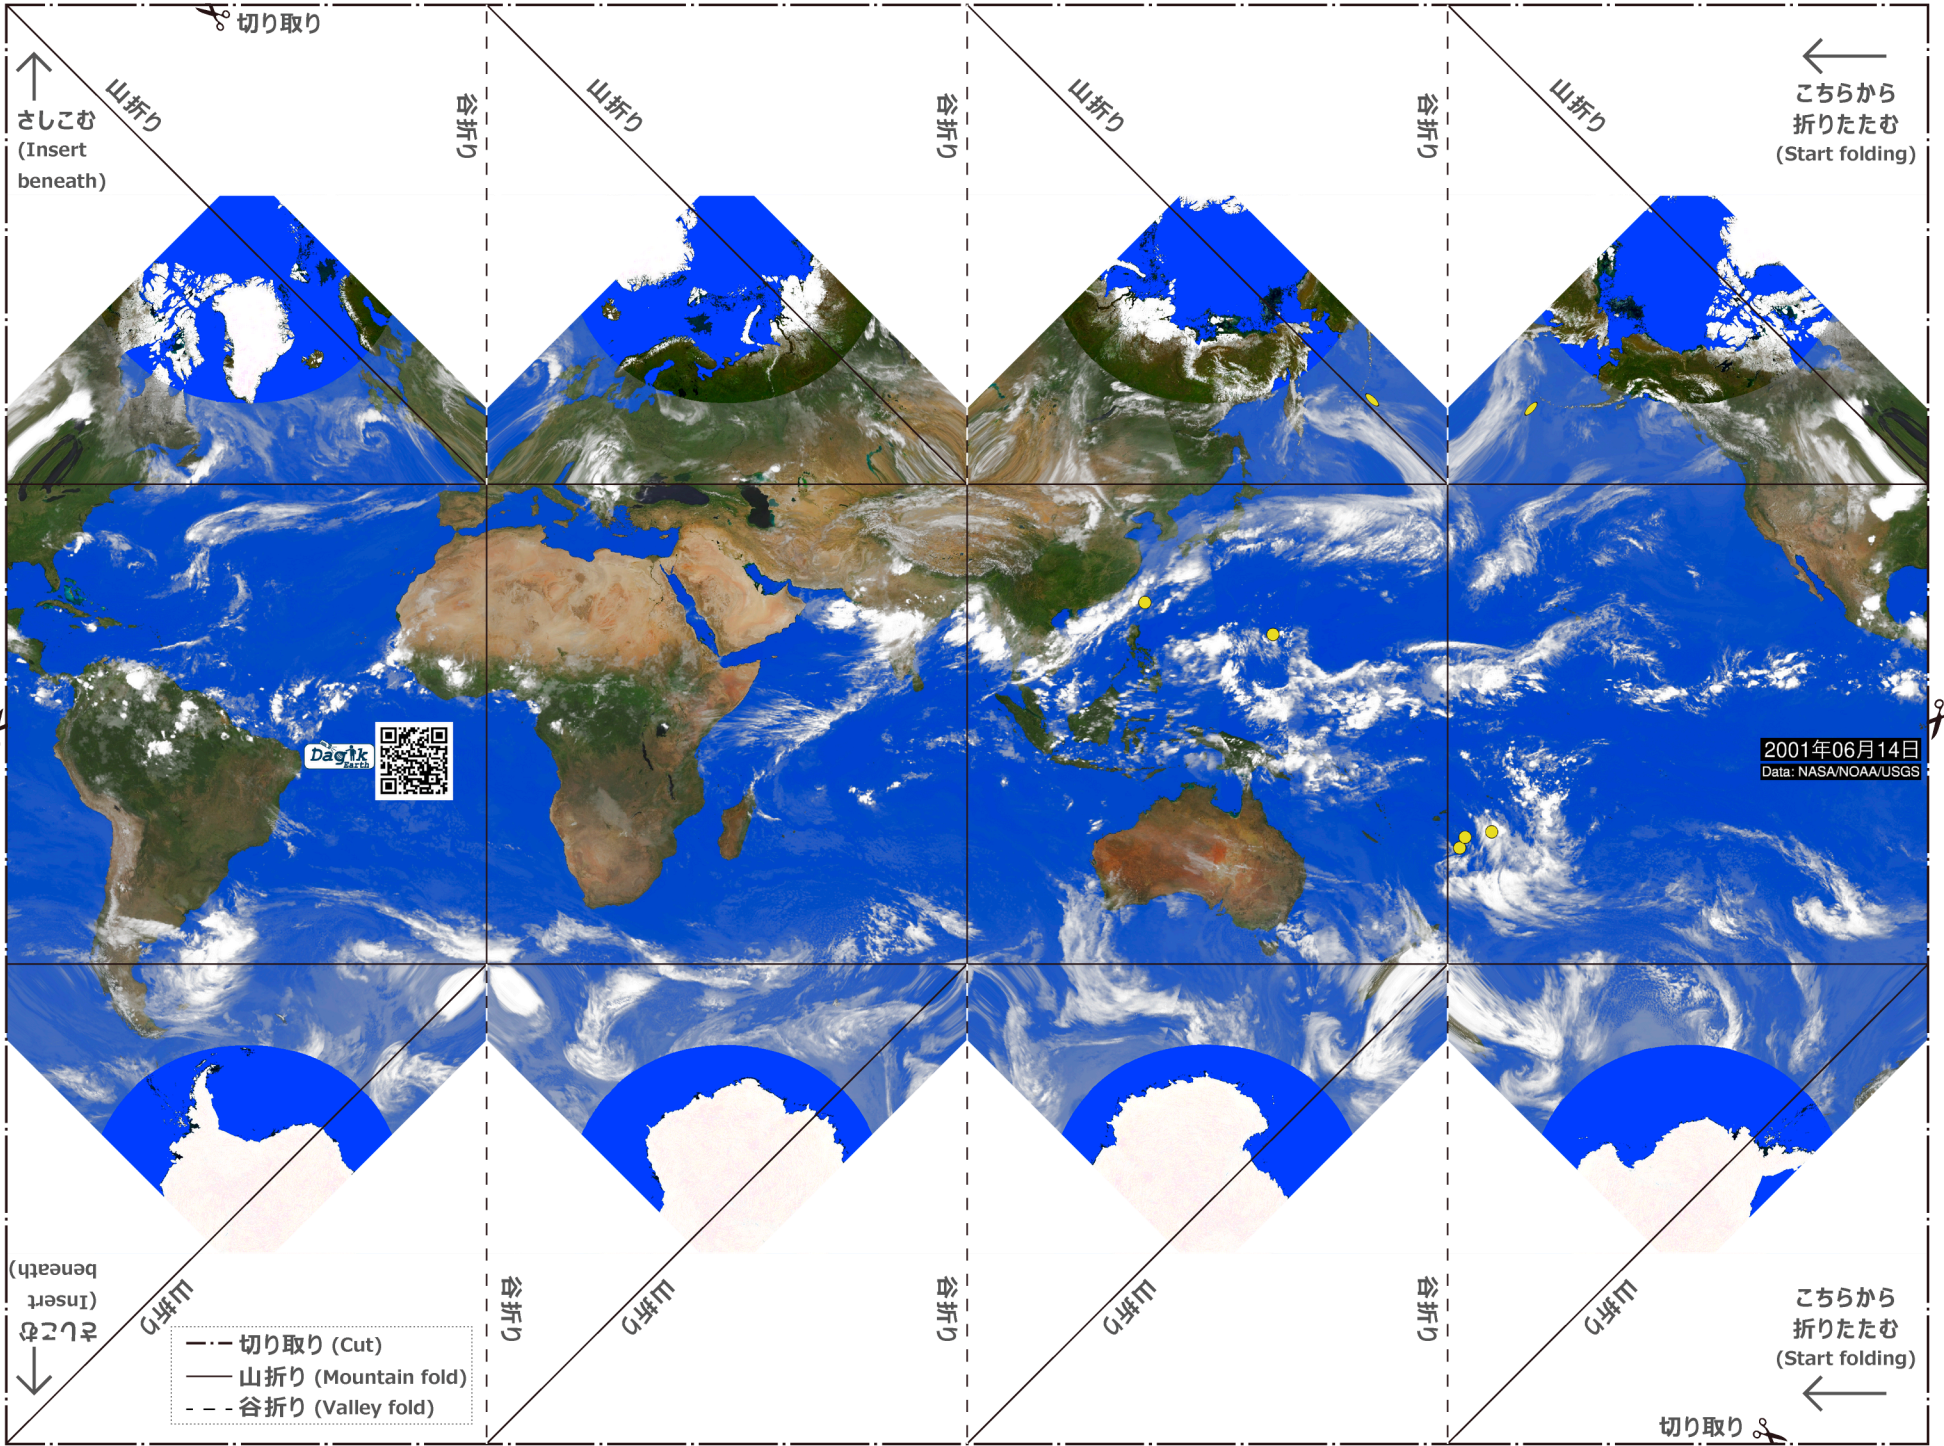 切り取り
山折り
谷折り
山折り
谷折り
山折り
谷折り
山折り
さしこむ
(Insert
beneath)
こちらから
折りたたむ
(Start folding)
Dagik
Earth
2001年06月14日
Data: NASA/NOAA/USGS
さしこむ
(Insert
beneath)
山折り
谷折り
山折り
谷折り
山折り
谷折り
山折り
こちらから
折りたたむ
(Start folding)
切り取り (Cut)
山折り (Mountain fold)
谷折り (Valley fold)
切り取り